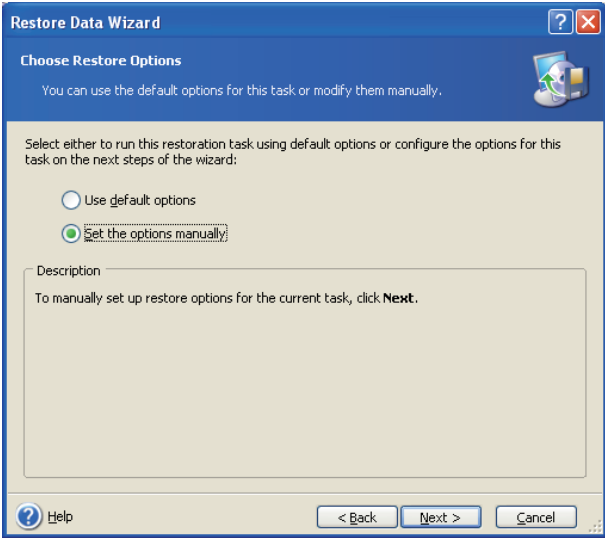 Restore Data Wizard
Choose Restore Options
You can use the default options for this task or modify them manually.
Select either to run this restoration task using default options or configure the options for this
task on the next steps of the wizard:
Use default options
Set the options manually
Description
To manually set up restore options for the current task, click Next.
Help
< Back
Next >
Cancel